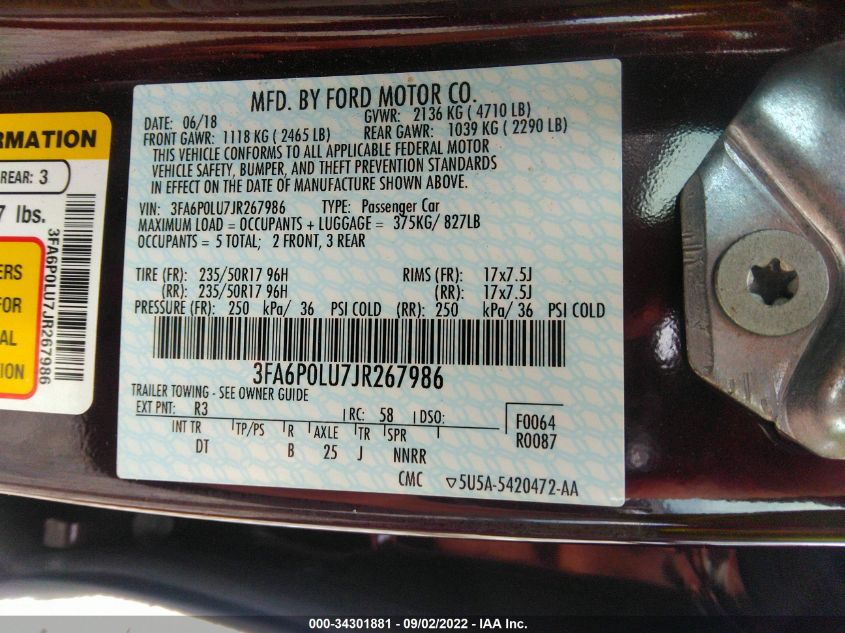 MFD. BY FORD MOTOR CO.
DATE: 06/18 GVWR: 2136 KG ( 4710 LB)
FRONT GAWR: 1118 KG ( 2465 LB) REAR GAWR: 1039 KG ( 2290 LB)
THIS VEHICLE CONFORMS TO ALL APPLICABLE FEDERAL MOTOR
VEHICLE SAFETY, BUMPER, AND THEFT PREVENTION STANDARDS
IN EFFECT ON THE DATE OF MANUFACTURE SHOWN ABOVE.
VIN: 3FA6P0LU7JR267986 TYPE: Passenger Car
MAXIMUM LOAD = OCCUPANTS + LUGGAGE = 375KG/ 827LB
OCCUPANTS = 5 TOTAL; 2 FRONT, 3 REAR
TIRE (FR): 235/50R17 96H RIMS (FR): 17x7.5J
(RR): 235/50R17 96H (RR): 17x7.5J
PRESSURE (FR): 250 kPa/ 36 PSI COLD (RR): 250 kPa/ 36 PSI COLD
3FA6P0LU7JR267986
TRAILER TOWING - SEE OWNER GUIDE
EXT PNT: R3 RC: 58 DSO: F0064
INT TR TP/PS R AXLE TR SPR R0087
DT B 25 J NNRR
CMC ▽5U5A-5420472-AA
ORMATION
REAR: 3
7 lbs.
3FA6P0LU7JR267986
ERS
FOR
AL
ION
000-34301881 - 09/02/2022 - IAA Inc.